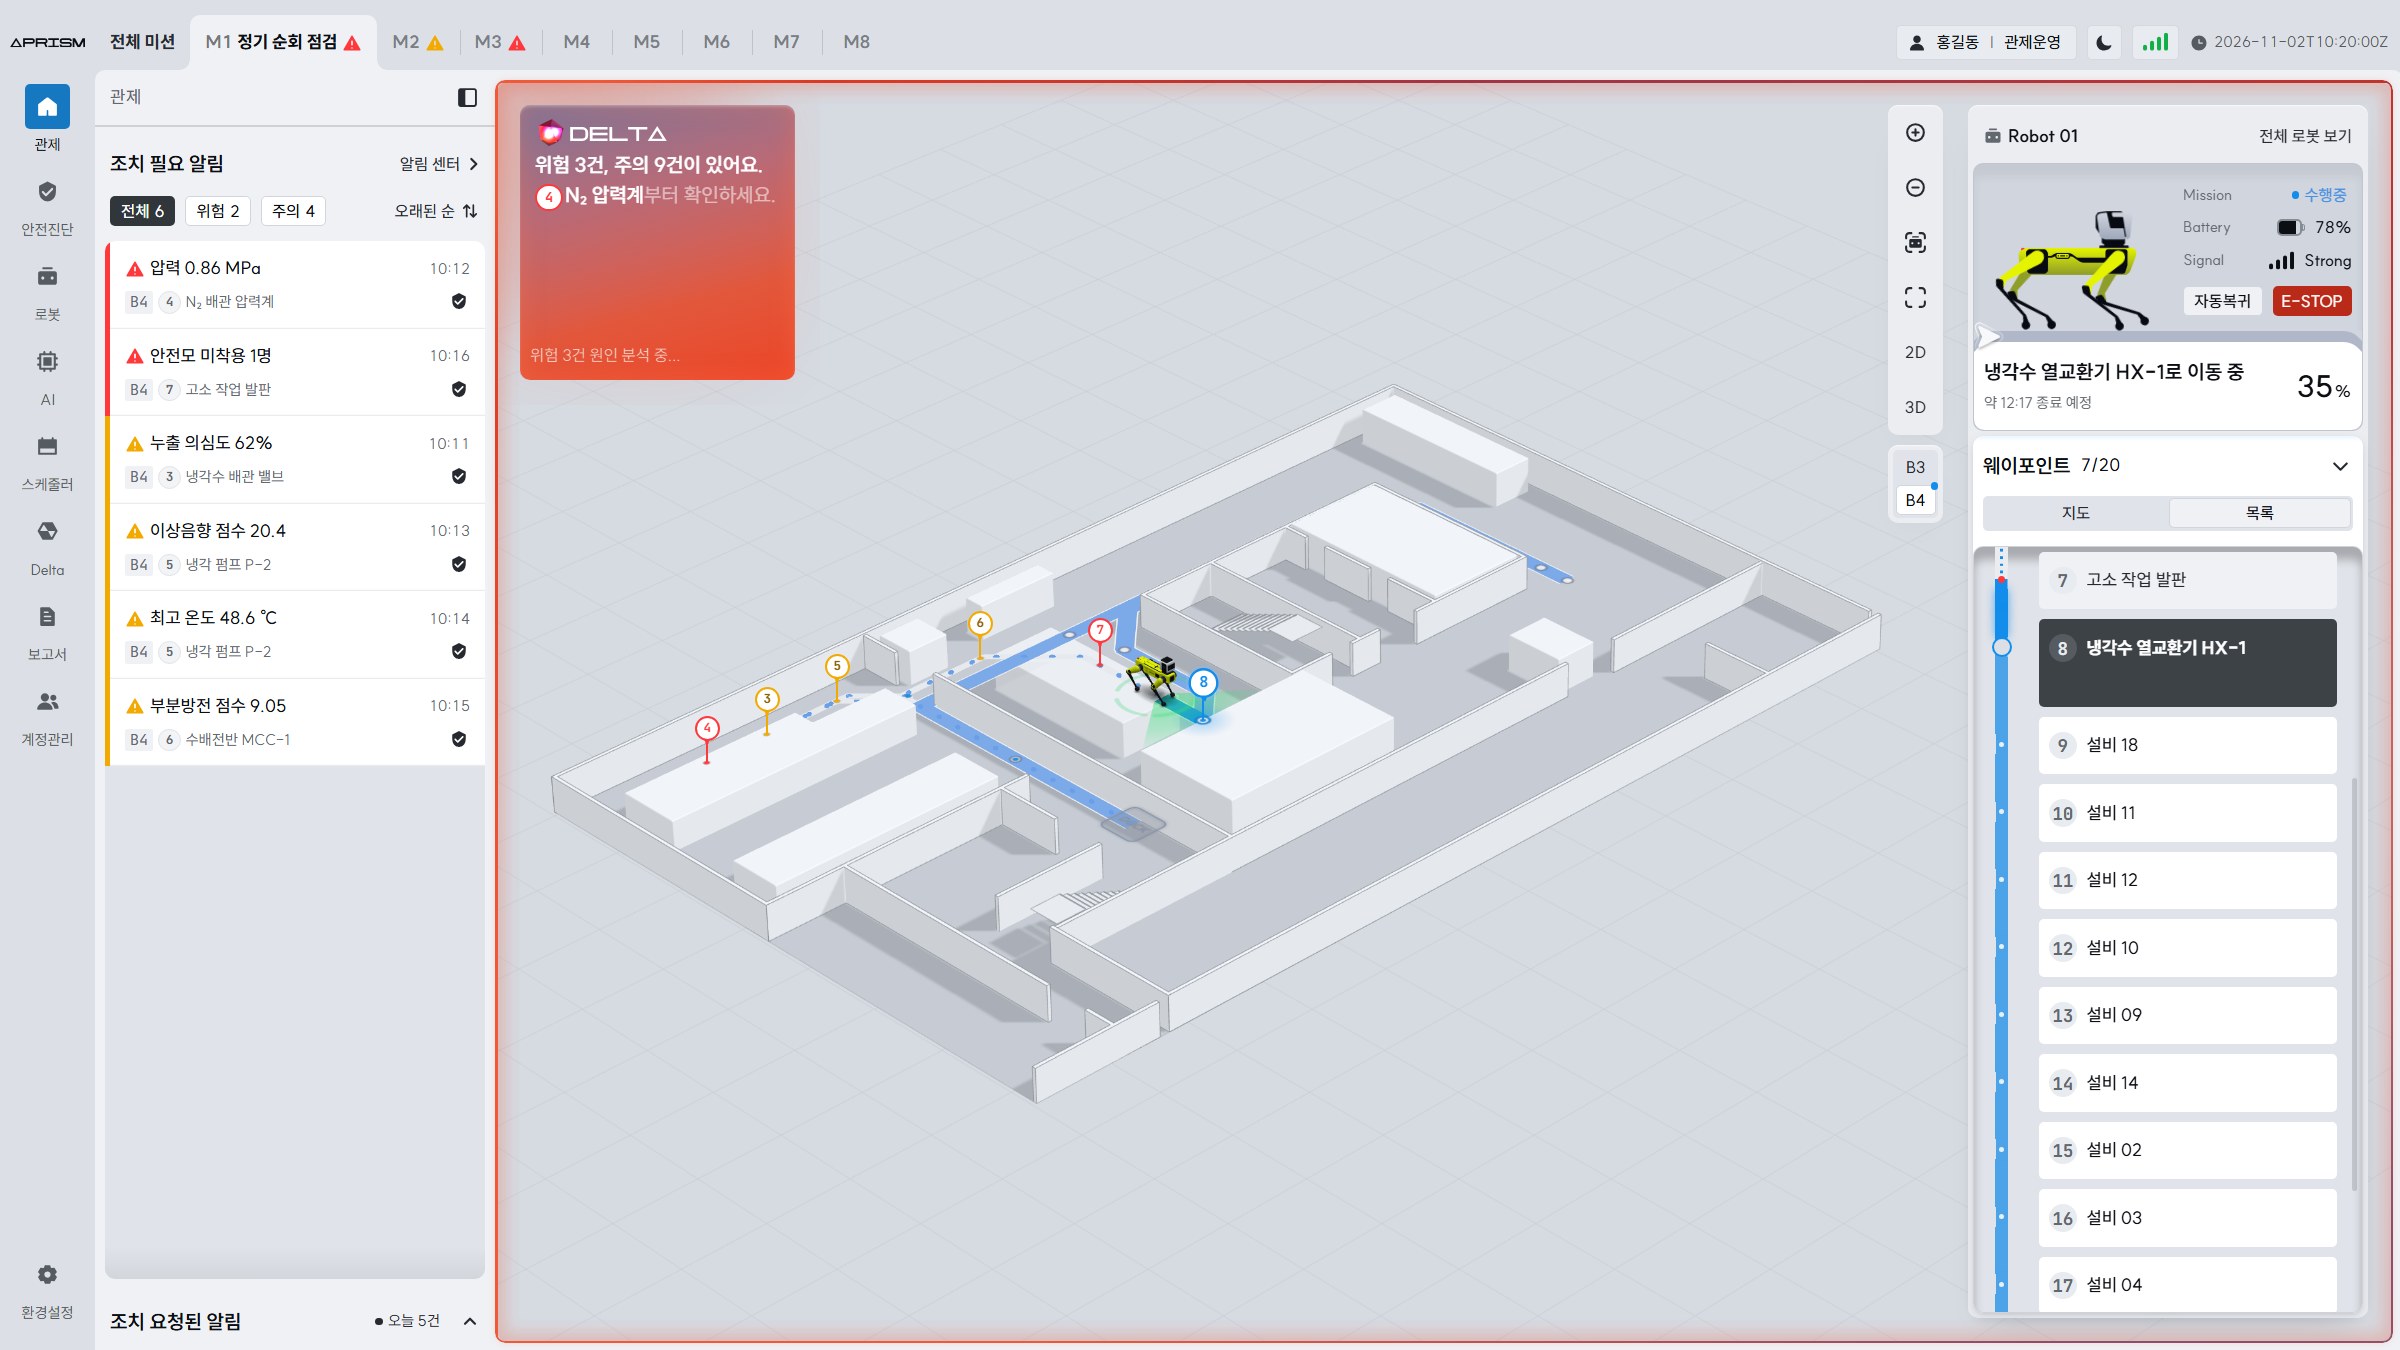 APRISM
전체 미션
M1 정기 순회 점검
M2
M3
M4
M5
M6
M7
M8
홍길동 | 관제운영
2026-11-02T10:20:00Z
관제
안전진단
로봇
AI
스케줄러
Delta
보고서
계정관리
환경설정
관제
조치 필요 알림
알림 센터
전체 6
위험 2
주의 4
오래된 순
압력 0.86 MPa
10:12
B4 4 N₂ 배관 압력계
안전모 미착용 1명
10:16
B4 7 고소 작업 발판
누출 의심도 62%
10:11
B4 3 냉각수 배관 밸브
이상음향 점수 20.4
10:13
B4 5 냉각 펌프 P-2
최고 온도 48.6 ℃
10:14
B4 5 냉각 펌프 P-2
부분방전 점수 9.05
10:15
B4 6 수배전반 MCC-1
조치 요청된 알림
오늘 5건
DELTA
위험 3건, 주의 9건이 있어요.
4 N₂ 압력계부터 확인하세요.
위험 3건 원인 분석 중...
6
7
5
8
3
4
2D
3D
B3
B4
Robot 01
전체 로봇 보기
Mission
수행중
Battery
78%
Signal
Strong
자동복귀
E-STOP
냉각수 열교환기 HX-1로 이동 중
약 12:17 종료 예정
35%
웨이포인트 7/20
지도
목록
7 고소 작업 발판
8 냉각수 열교환기 HX-1
9 설비 18
10 설비 11
11 설비 12
12 설비 10
13 설비 09
14 설비 14
15 설비 02
16 설비 03
17 설비 04